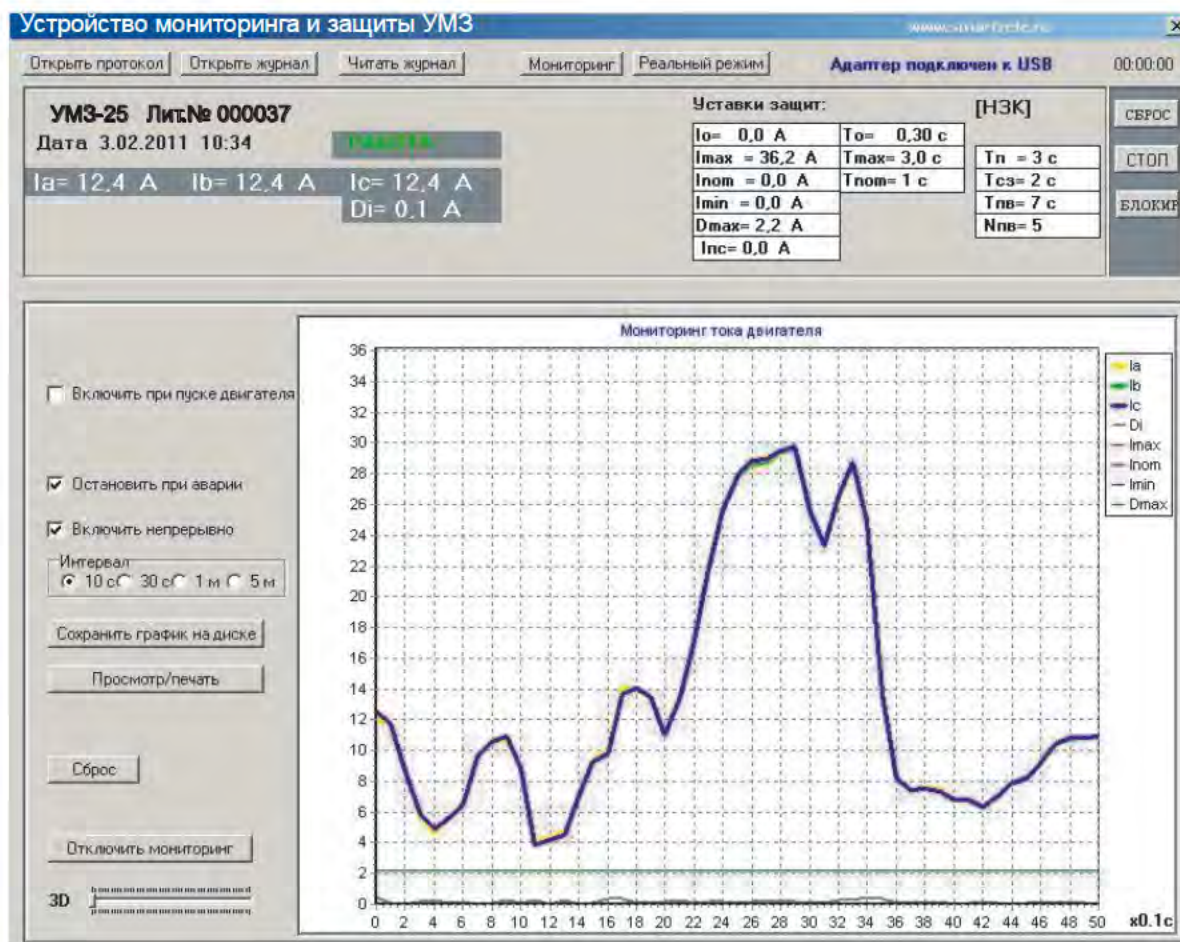 Устройство мониторинга и защиты УМЗ
Открыть протокол Открыть журнал Читать журнал Мониторинг Реальный режим Адаптер подключен к USB 00:00:00
УМЗ-25 Лит.№ 000037
Дата 3.02.2011 10:34
РАБОТА
Ia= 12,4 A Ib= 12,4 A Ic= 12,4 A
Di= 0,1 A
Уставки защит: [НЗК]
Io= 0,0 A To= 0,30 с
Imax = 36,2 A Tmax= 3,0 с Тп = 3 с
Inom = 0,0 A Tnom= 1 с Тсз= 2 с
Imin = 0,0 A Тпв= 7 с
Dmax= 2,2 A Nпв= 5
Iпс= 0,0 A
СБРОС
СТОП
БЛОКИР
Включить при пуске двигателя
Остановить при аварии
Включить непрерывно
Интервал
10 с 30 с 1 м 5 м
Сохранить график на диске
Просмотр/печать
Сброс
Отключить мониторинг
3D
Мониторинг тока двигателя
36
34
32
30
28
26
24
22
20
18
16
14
12
10
8
6
4
2
0
0 2 4 6 8 10 12 14 16 18 20 22 24 26 28 30 32 34 36 38 40 42 44 46 48 50 x0.1с
Ia
Ib
Ic
Di
Imax
Inom
Imin
Dmax